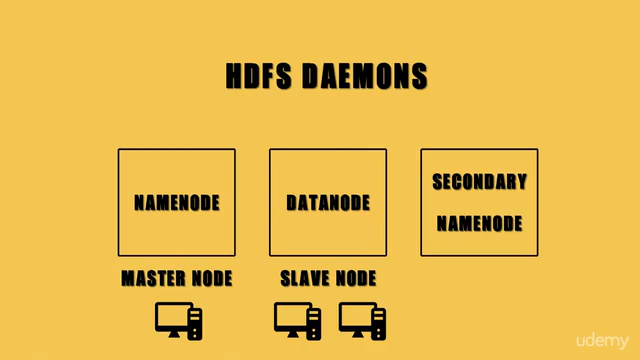 HDFS DAEMONS
NAMENODE
DATANODE
SECONDARY
NAMENODE
MASTER NODE
SLAVE NODE
udemy